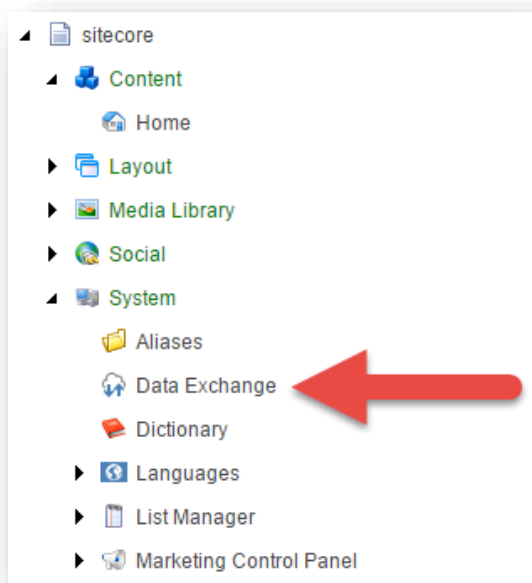 sitecore
Content
Home
Layout
Media Library
Social
System
Aliases
Data Exchange
Dictionary
Languages
List Manager
Marketing Control Panel